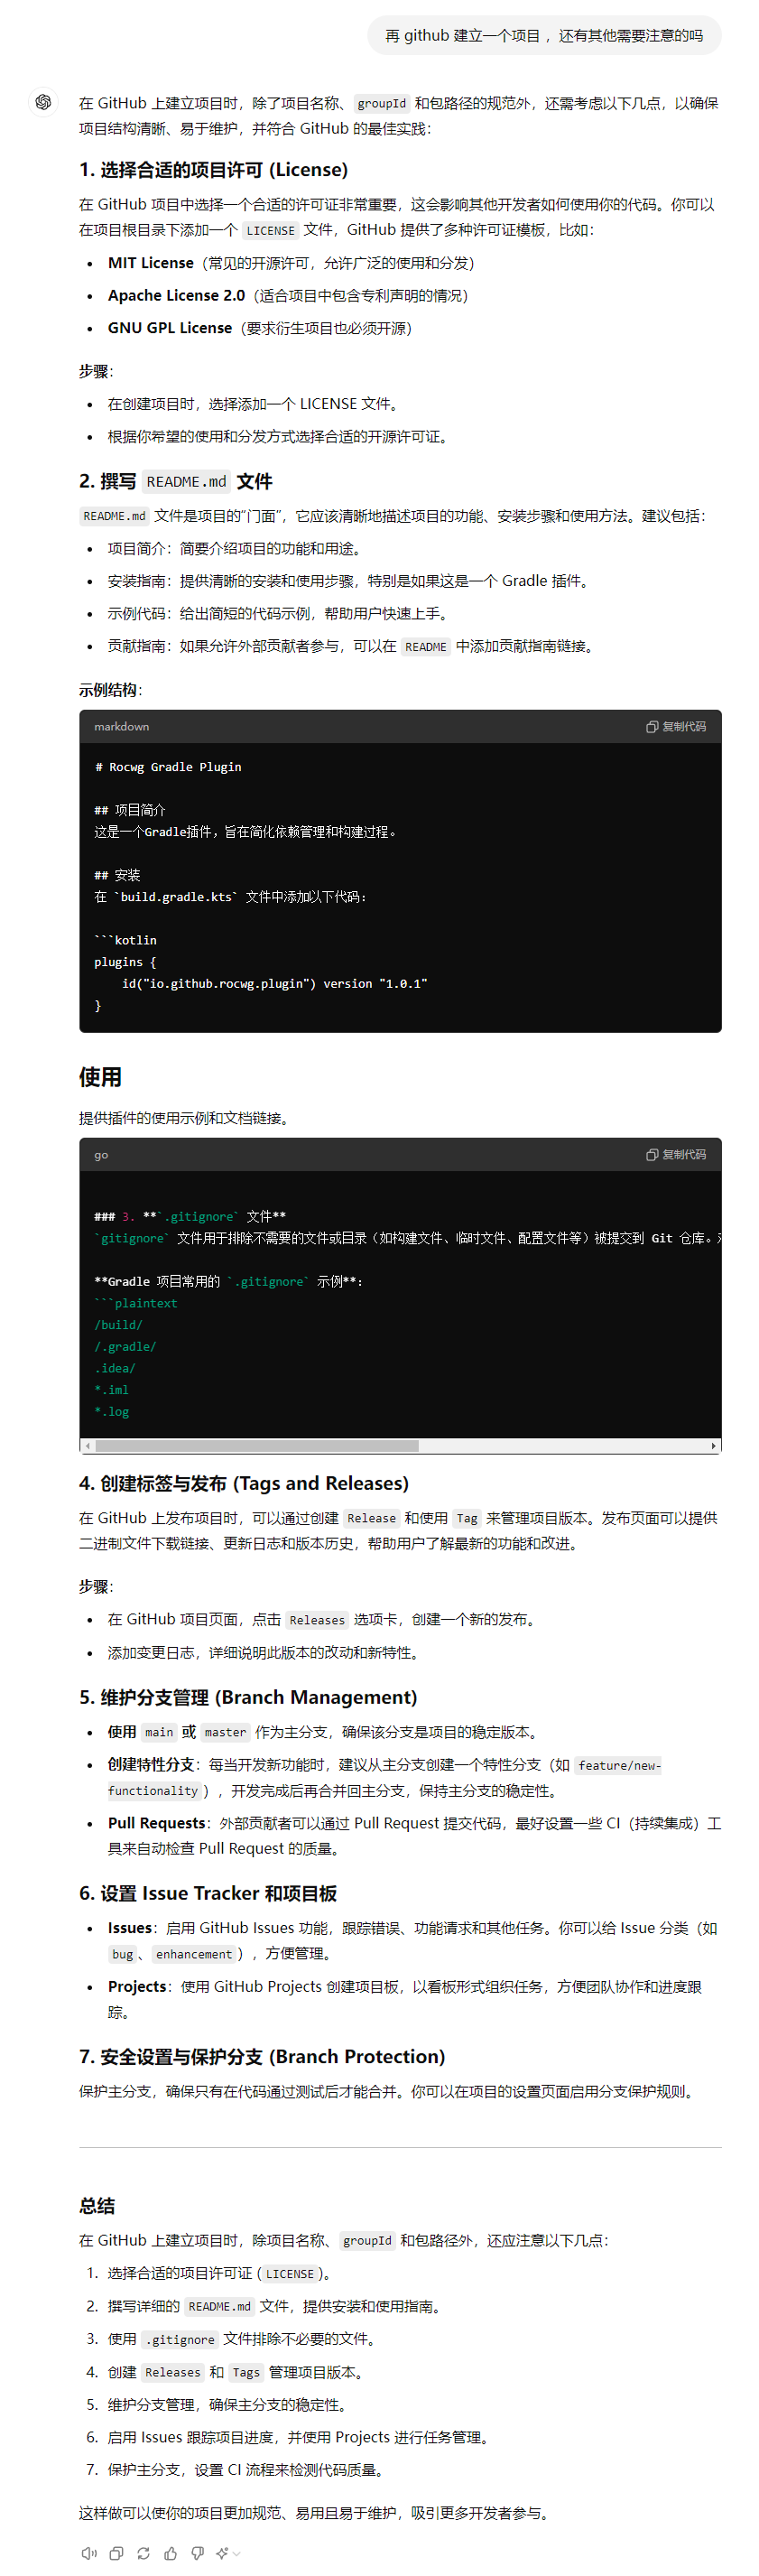 再 github 建立一个项目 ，还有其他需要注意的吗
在 GitHub 上建立项目时，除了项目名称、groupId 和包路径的规范外，还需考虑以下几点，以确保
项目结构清晰、易于维护，并符合 GitHub 的最佳实践：
1. 选择合适的项目许可 (License)
在 GitHub 项目中选择一个合适的许可证非常重要，这会影响其他开发者如何使用你的代码。你可以
在项目根目录下添加一个 LICENSE 文件，GitHub 提供了多种许可证模板，比如：
• MIT License（常见的开源许可，允许广泛的使用和分发）
• Apache License 2.0（适合项目中包含专利声明的情况）
• GNU GPL License（要求衍生项目也必须开源）
步骤：
• 在创建项目时，选择添加一个 LICENSE 文件。
• 根据你希望的使用和分发方式选择合适的开源许可证。
2. 撰写 README.md 文件
README.md 文件是项目的“门面”，它应该清晰地描述项目的功能、安装步骤和使用方法。建议包括：
• 项目简介：简要介绍项目的功能和用途。
• 安装指南：提供清晰的安装和使用步骤，特别是如果这是一个 Gradle 插件。
• 示例代码：给出简短的代码示例，帮助用户快速上手。
• 贡献指南：如果允许外部贡献者参与，可以在 README 中添加贡献指南链接。
示例结构：
markdown 复制代码
# Rocwg Gradle Plugin
## 项目简介
这是一个Gradle插件，旨在简化依赖管理和构建过程。
## 安装
在 `build.gradle.kts` 文件中添加以下代码：
```kotlin
plugins {
id("io.github.rocwg.plugin") version "1.0.1"
}
使用
提供插件的使用示例和文档链接。
go 复制代码
### 3. **`.gitignore` 文件**
`gitignore` 文件用于排除不需要的文件或目录（如构建文件、临时文件、配置文件等）被提交到 Git 仓库。
**Gradle 项目常用的 `.gitignore` 示例**：
```plaintext
/build/
/.gradle/
.idea/
*.iml
*.log
4. 创建标签与发布 (Tags and Releases)
在 GitHub 上发布项目时，可以通过创建 Release 和使用 Tag 来管理项目版本。发布页面可以提供
二进制文件下载链接、更新日志和版本历史，帮助用户了解最新的功能和改进。
步骤：
• 在 GitHub 项目页面，点击 Releases 选项卡，创建一个新的发布。
• 添加变更日志，详细说明此版本的改动和新特性。
5. 维护分支管理 (Branch Management)
• 使用 main 或 master 作为主分支，确保该分支是项目的稳定版本。
• 创建特性分支：每当开发新功能时，建议从主分支创建一个特性分支（如 feature/new-
functionality），开发完成后再合并回主分支，保持主分支的稳定性。
• Pull Requests：外部贡献者可以通过 Pull Request 提交代码，最好设置一些 CI（持续集成）工
具来自动检查 Pull Request 的质量。
6. 设置 Issue Tracker 和项目板
• Issues：启用 GitHub Issues 功能，跟踪错误、功能请求和其他任务。你可以给 Issue 分类（如
bug、enhancement），方便管理。
• Projects：使用 GitHub Projects 创建项目板，以看板形式组织任务，方便团队协作和进度跟
踪。
7. 安全设置与保护分支 (Branch Protection)
保护主分支，确保只有在代码通过测试后才能合并。你可以在项目的设置页面启用分支保护规则。
总结
在 GitHub 上建立项目时，除项目名称、groupId 和包路径外，还应注意以下几点：
1. 选择合适的项目许可证 (LICENSE)。
2. 撰写详细的 README.md 文件，提供安装和使用指南。
3. 使用 .gitignore 文件排除不必要的文件。
4. 创建 Releases 和 Tags 管理项目版本。
5. 维护分支管理，确保主分支的稳定性。
6. 启用 Issues 跟踪项目进度，并使用 Projects 进行任务管理。
7. 保护主分支，设置 CI 流程来检测代码质量。
这样做可以使你的项目更加规范、易用且易于维护，吸引更多开发者参与。